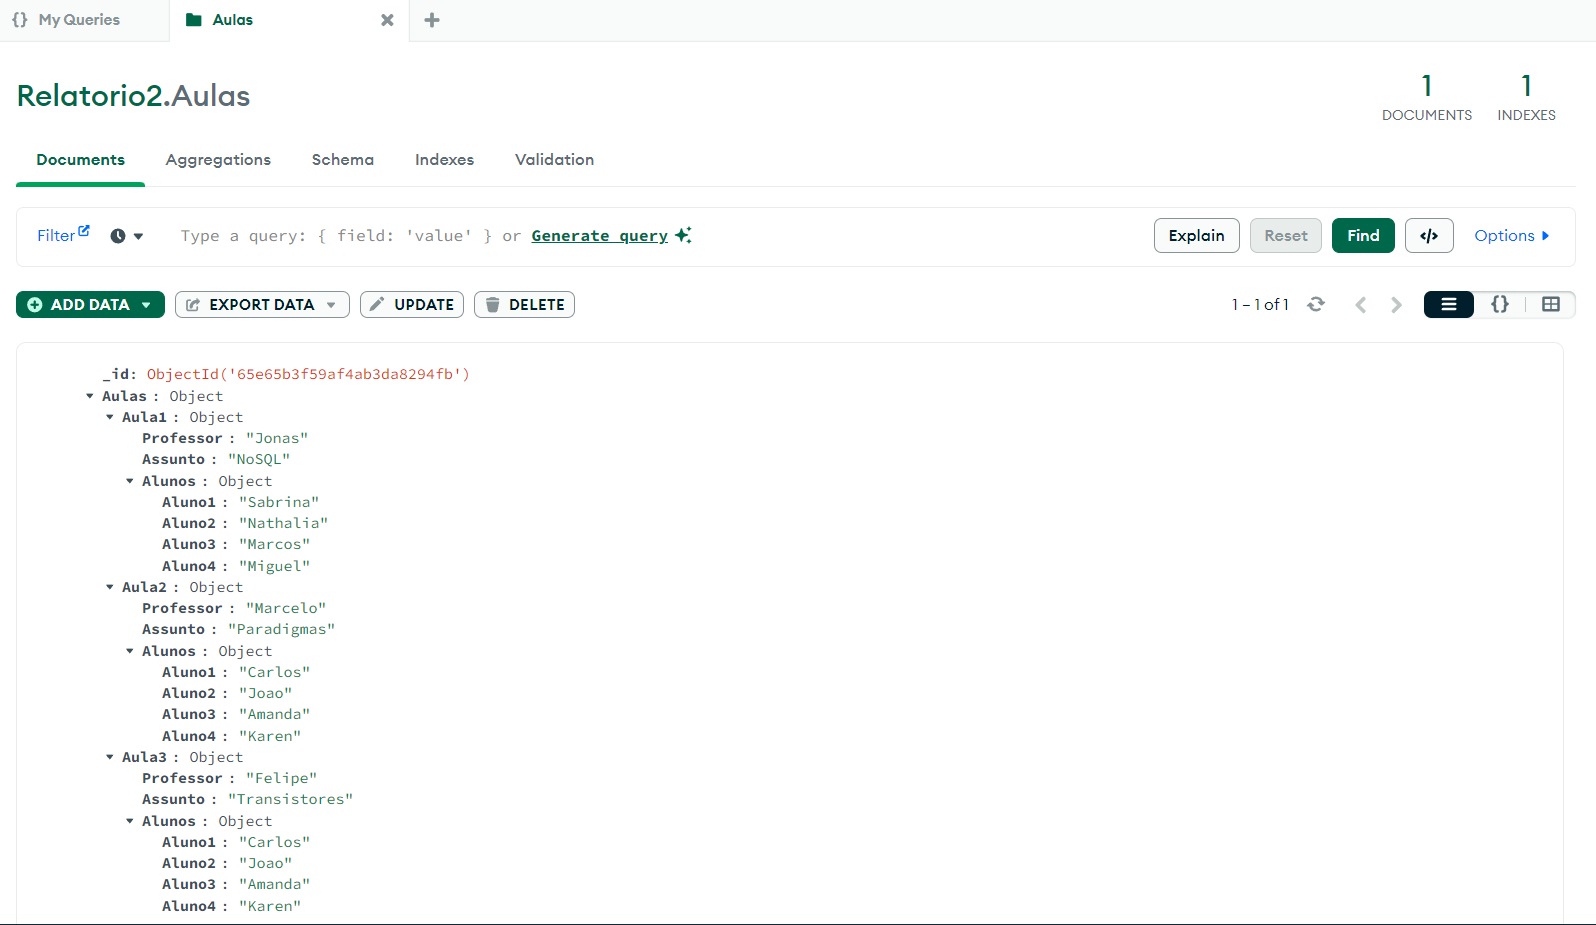 {} My Queries
Aulas
Relatorio2.Aulas
1
DOCUMENTS
1
INDEXES
Documents
Aggregations
Schema
Indexes
Validation
Filter
Type a query: { field: 'value' } or Generate query
Explain
Reset
Find
</>
Options
ADD DATA
EXPORT DATA
UPDATE
DELETE
1 – 1 of 1
{}
_id: ObjectId('65e65b3f59af4ab3da8294fb')
Aulas : Object
Aula1 : Object
Professor : "Jonas"
Assunto : "NoSQL"
Alunos : Object
Aluno1 : "Sabrina"
Aluno2 : "Nathalia"
Aluno3 : "Marcos"
Aluno4 : "Miguel"
Aula2 : Object
Professor : "Marcelo"
Assunto : "Paradigmas"
Alunos : Object
Aluno1 : "Carlos"
Aluno2 : "Joao"
Aluno3 : "Amanda"
Aluno4 : "Karen"
Aula3 : Object
Professor : "Felipe"
Assunto : "Transistores"
Alunos : Object
Aluno1 : "Carlos"
Aluno2 : "Joao"
Aluno3 : "Amanda"
Aluno4 : "Karen"